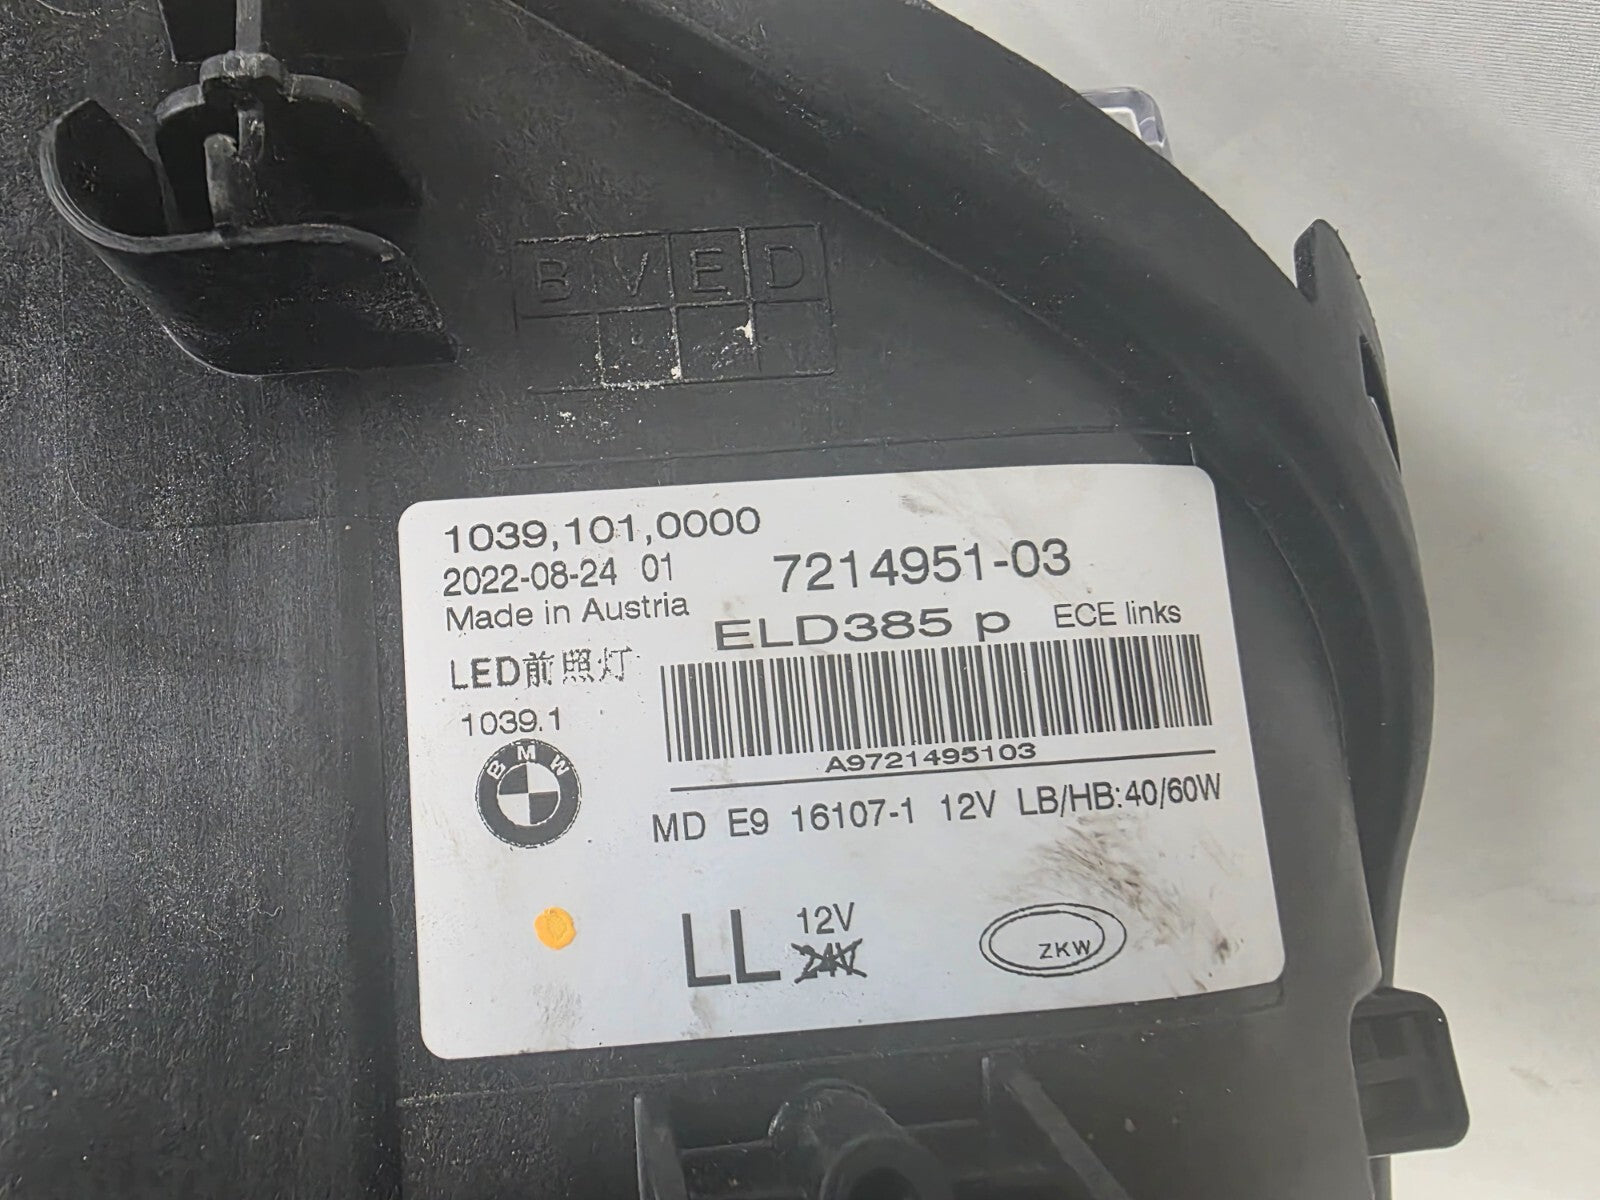 B V E D
1039,101,0000
2022-08-24 01
7214951-03
Made in Austria
ELD385 p ECE links
LED前照灯
1039.1
BMW
A9721495103
MD E9 16107-1 12V LB/HB:40/60W
LL 12V
24V
ZKW